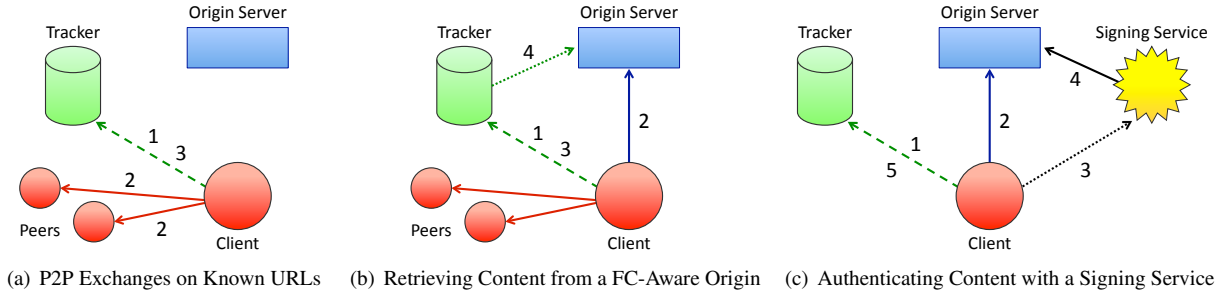 Origin Server
Tracker
1
3
2
2
Peers
Client
(a) P2P Exchanges on Known URLs
Origin Server
Tracker
4
2
1
3
Peers
Client
(b) Retrieving Content from a FC-Aware Origin
Origin Server
Tracker
Signing Service
4
2
1
5
3
Client
(c) Authenticating Content with a Signing Service